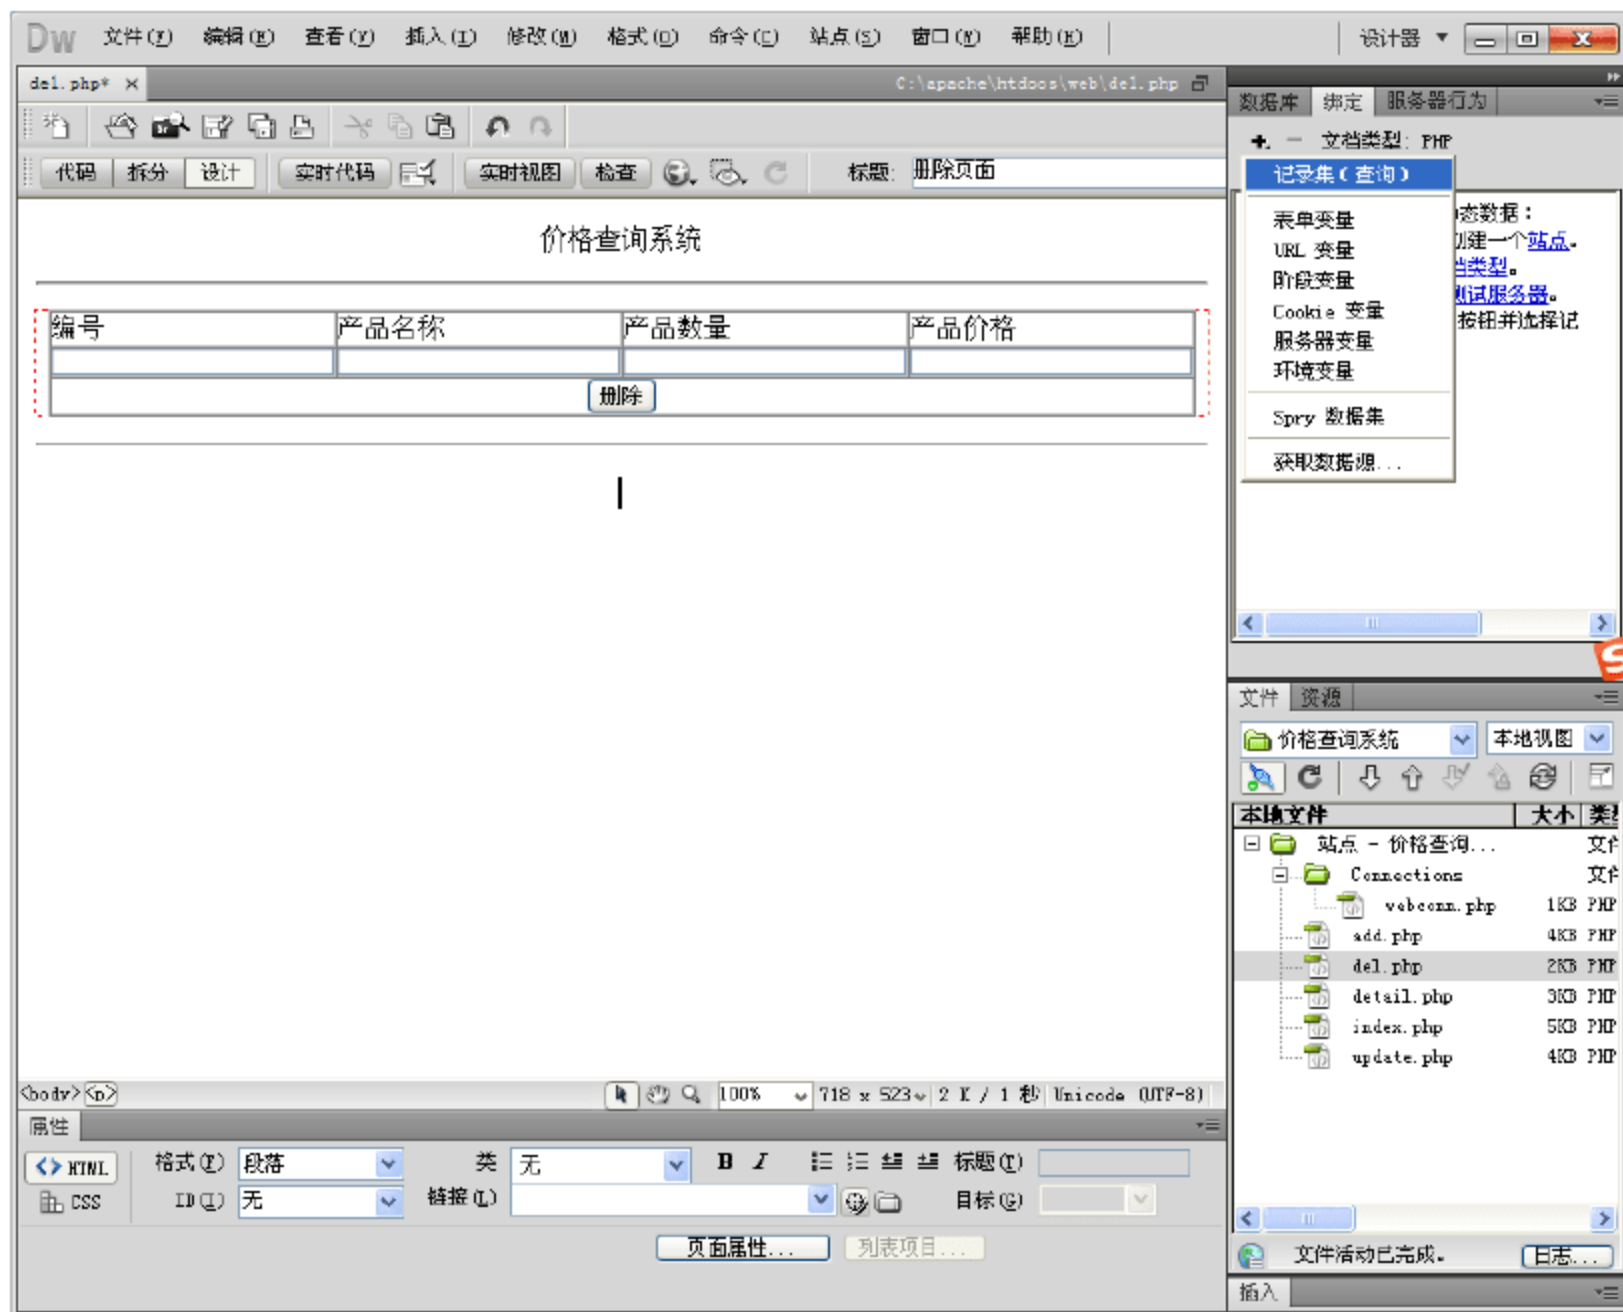 Dw 文件(F) 编辑(E) 查看(V) 插入(I) 修改(M) 格式(O) 命令(C) 站点(S) 窗口(W) 帮助(H) 设计器
del.php* C:\apache\htdocs\web\del.php
代码 拆分 设计 实时代码 实时视图 检查 标题: 删除页面
价格查询系统
编号 产品名称 产品数量 产品价格
删除
数据库 绑定 服务器行为
文档类型: PHP
记录集(查询)
表单变量
URL 变量
阶段变量
Cookie 变量
服务器变量
环境变量
Spry 数据集
获取数据源...
态数据:
创建一个站点。
档类型。
测试服务器。
按钮并选择记
文件 资源
价格查询系统 本地视图
本地文件 大小 类型
站点 - 价格查询... 文件
Connections 文件
webconn.php 1KB PHP
add.php 4KB PHP
del.php 2KB PHP
detail.php 3KB PHP
index.php 5KB PHP
update.php 4KB PHP
文件活动已完成。 日志...
插入
<body> <p> 100% 718 x 523 2 K / 1 秒 Unicode (UTF-8)
属性
<> HTML 格式(F) 段落 类 无 B I 标题(T)
CSS ID(I) 无 链接(L) 目标(G)
页面属性... 列表项目...